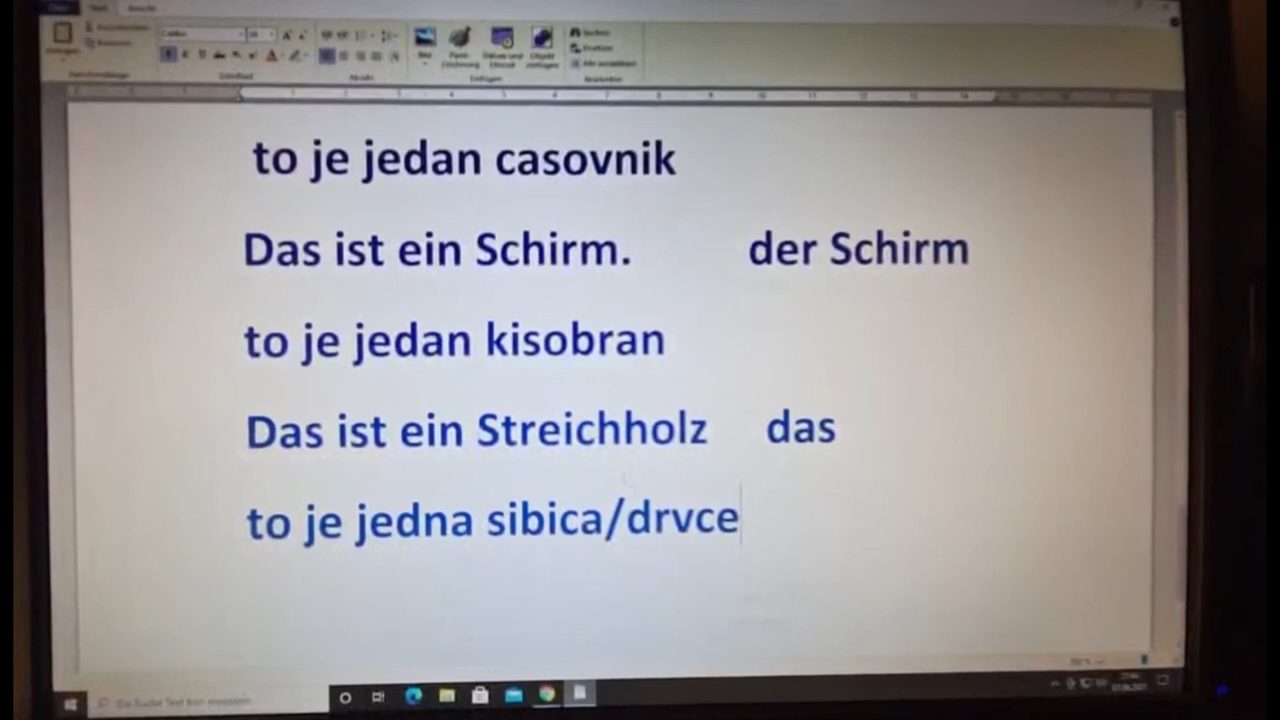 to je jedan casovnik
Das ist ein Schirm. der Schirm
to je jedan kisobran
Das ist ein Streichholz das
to je jedna sibica/drvce